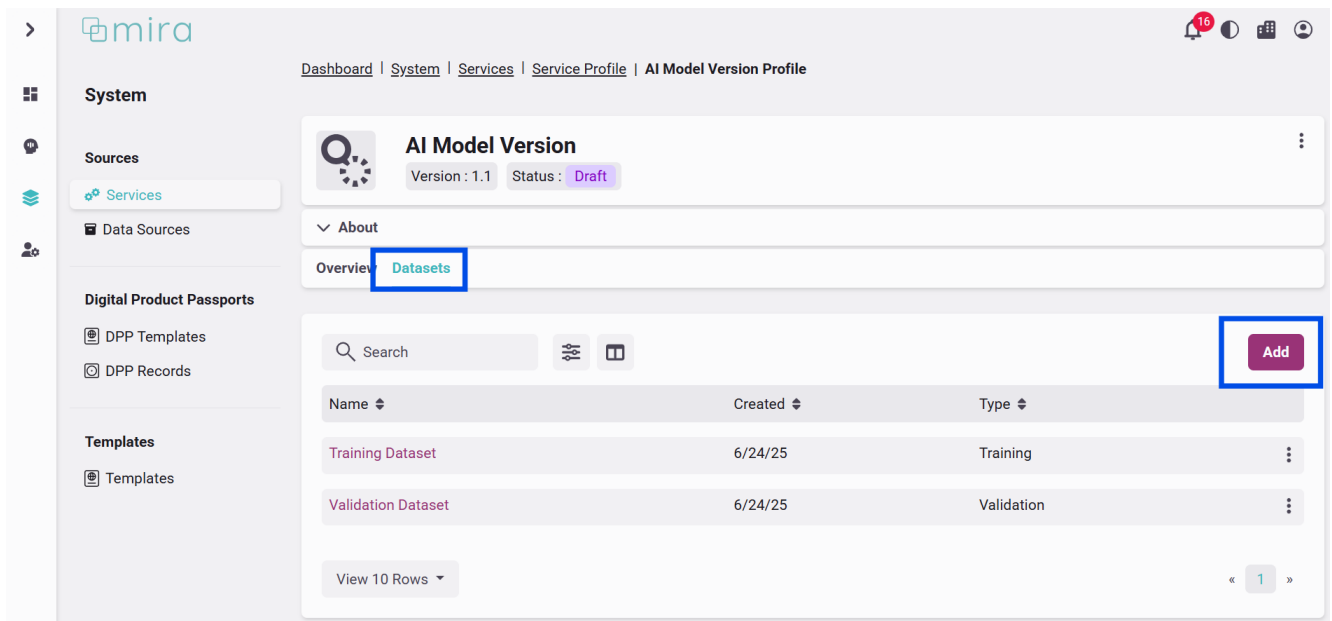 mira
16
Dashboard | System | Services | Service Profile | AI Model Version Profile
System
Sources
Services
Data Sources
Digital Product Passports
DPP Templates
DPP Records
Templates
Templates
AI Model Version
Version : 1.1 Status : Draft
About
Overview Datasets
Search Add
Name Created Type
Training Dataset 6/24/25 Training
Validation Dataset 6/24/25 Validation
View 10 Rows « 1 »